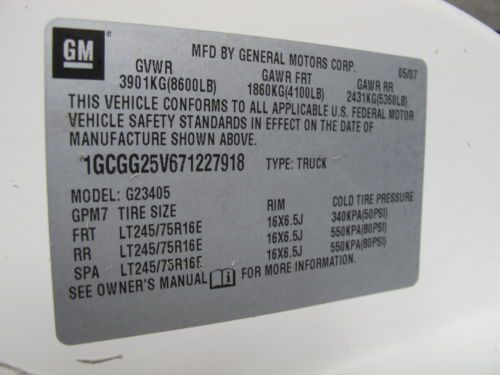 GM
MFD BY GENERAL MOTORS CORP. 05/07
GVWR GAWR FRT GAWR RR
3901KG(8600LB) 1860KG(4100LB) 2431KG(5360LB)
THIS VEHICLE CONFORMS TO ALL APPLICABLE U.S. FEDERAL MOTOR
VEHICLE SAFETY STANDARDS IN EFFECT ON THE DATE OF
MANUFACTURE SHOWN ABOVE.
1GCGG25V671227918 TYPE: TRUCK
MODEL: G23405
GPM7 TIRE SIZE RIM COLD TIRE PRESSURE
FRT LT245/75R16E 16X6.5J 340KPA(50PSI)
RR LT245/75R16E 16X6.5J 550KPA(80PSI)
SPA LT245/75R16E 16X6.5J 550KPA(80PSI)
SEE OWNER'S MANUAL FOR MORE INFORMATION.